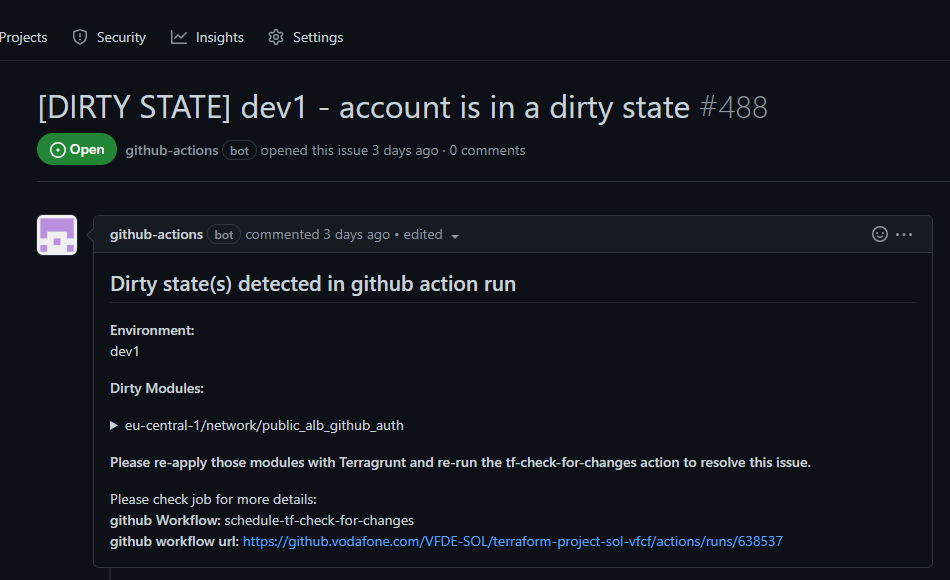 Projects Security Insights Settings
[DIRTY STATE] dev1 - account is in a dirty state #488
Open github-actions bot opened this issue 3 days ago · 0 comments
github-actions bot commented 3 days ago • edited
Dirty state(s) detected in github action run
Environment:
dev1
Dirty Modules:
eu-central-1/network/public_alb_github_auth
Please re-apply those modules with Terragrunt and re-run the tf-check-for-changes action to resolve this issue.
Please check job for more details:
github Workflow: schedule-tf-check-for-changes
github workflow url: https://github.vodafone.com/VFDE-SOL/terraform-project-sol-vfcf/actions/runs/638537